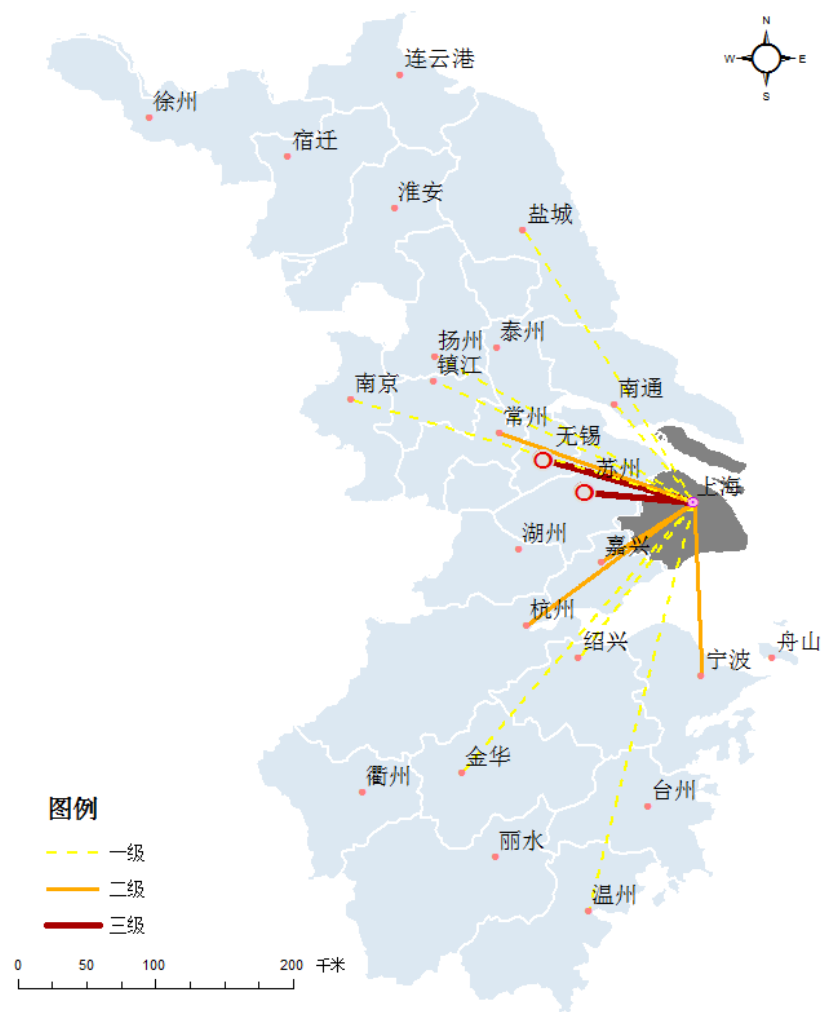 N
W
E
S
连云港
徐州
宿迁
淮安
盐城
泰州
扬州
镇江
南京
南通
常州
无锡
苏州
上海
湖州
嘉兴
杭州
绍兴
舟山
宁波
金华
衢州
台州
丽水
温州
图例
一级
二级
三级
0 50 100 200 千米